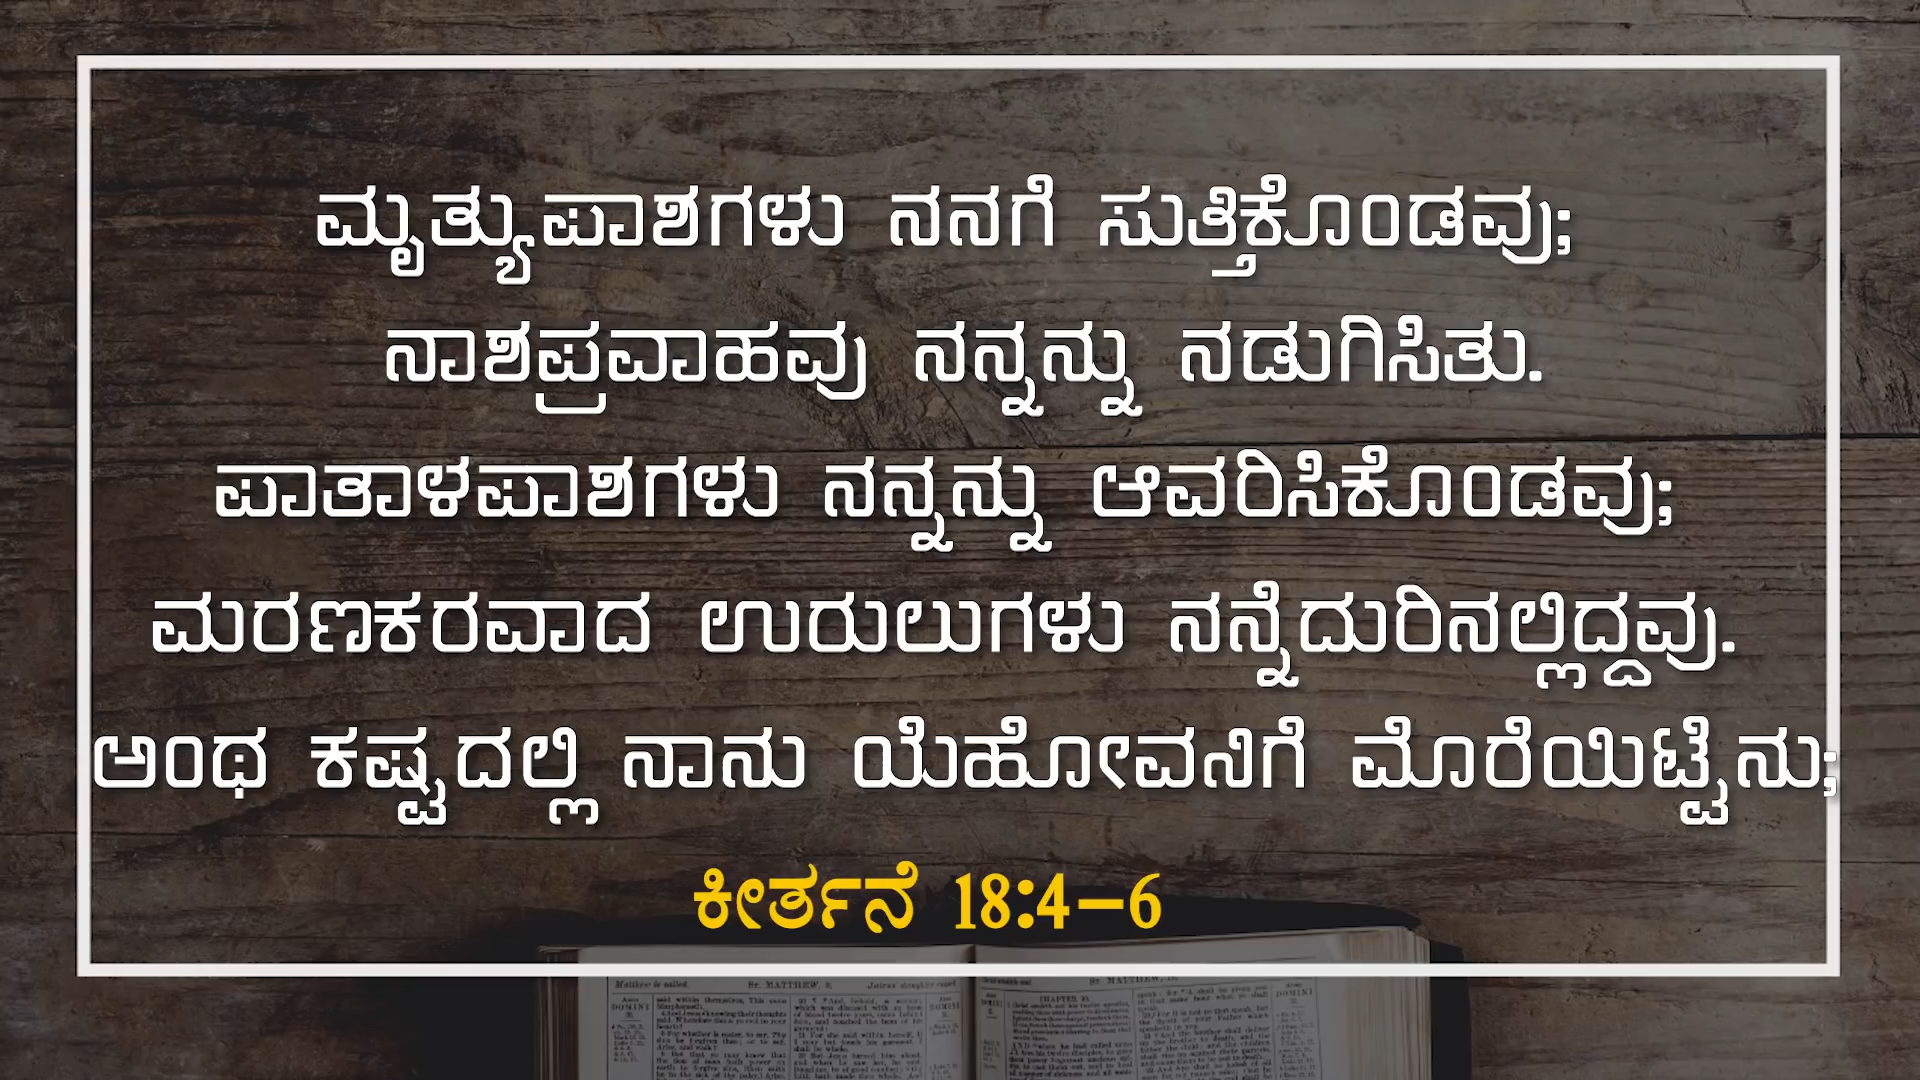 ಮೃತ್ಯುಪಾಶಗಳು ನನಗೆ ಸುತ್ತಿಕೊಂಡವು;
ನಾಶಪ್ರವಾಹವು ನನ್ನನ್ನು ನಡುಗಿಸಿತು.
ಪಾತಾಳಪಾಶಗಳು ನನ್ನನ್ನು ಆವರಿಸಿಕೊಂಡವು;
ಮರಣಕರವಾದ ಉರುಲುಗಳು ನನ್ನೆದುರಿನಲ್ಲಿದ್ದವು.
ಅಂಥ ಕಷ್ಟದಲ್ಲಿ ನಾನು ಯೆಹೋವನಿಗೆ ಮೊರೆಯಿಟ್ಟೆನು;
ಕೀರ್ತನೆ 18:4-6